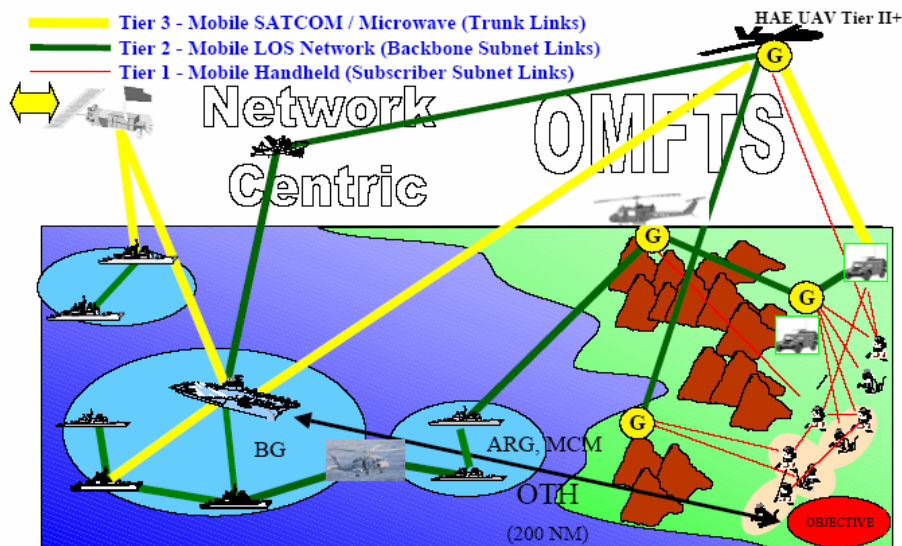 Tier 3 - Mobile SATCOM / Microwave (Trunk Links)
HAE UAV Tier II+
Tier 2 - Mobile LOS Network (Backbone Subnet Links)
G
Tier 1 - Mobile Handheld (Subscriber Subnet Links)
Network
Centric
OMFTS
G
G
G
BG
ARG, MCM
OTH
(200 NM)
OBJECTIVE